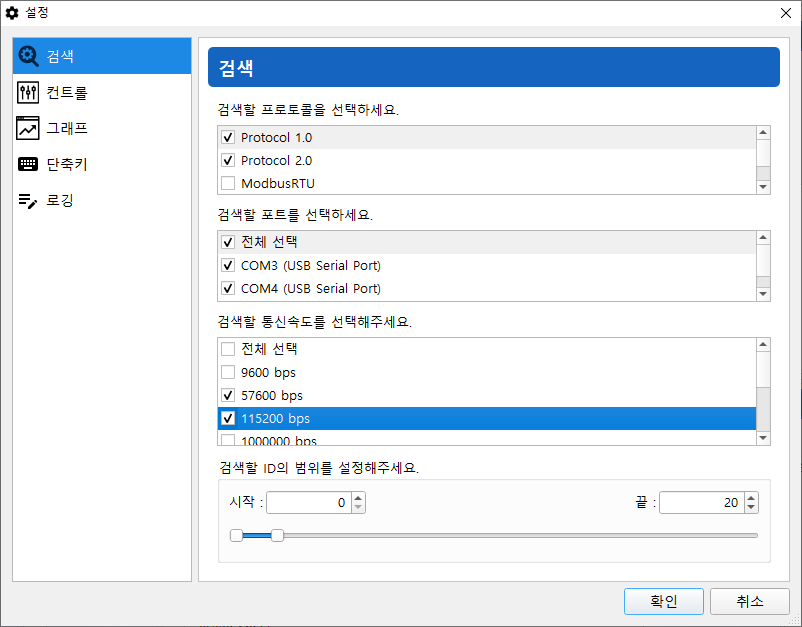 설정
검색
컨트롤
그래프
단축키
로깅
검색
검색할 프로토콜을 선택하세요.
Protocol 1.0
Protocol 2.0
ModbusRTU
검색할 포트를 선택하세요.
전체 선택
COM3 (USB Serial Port)
COM4 (USB Serial Port)
검색할 통신속도를 선택해주세요.
전체 선택
9600 bps
57600 bps
115200 bps
1000000 bps
검색할 ID의 범위를 설정해주세요.
시작 : 0 끝 : 20
확인 취소